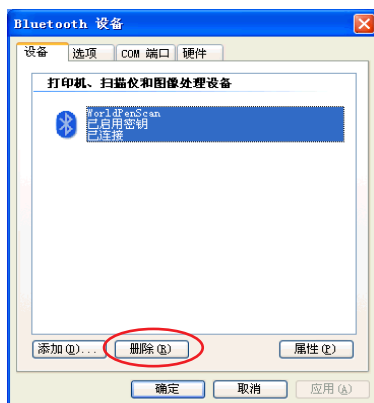 Bluetooth 设备
设备 选项 COM 端口 硬件
打印机、扫描仪和图像处理设备
WorldPenScan
已启用密钥
已连接
添加(D)... 删除(R) 属性(P)
确定 取消 应用(A)